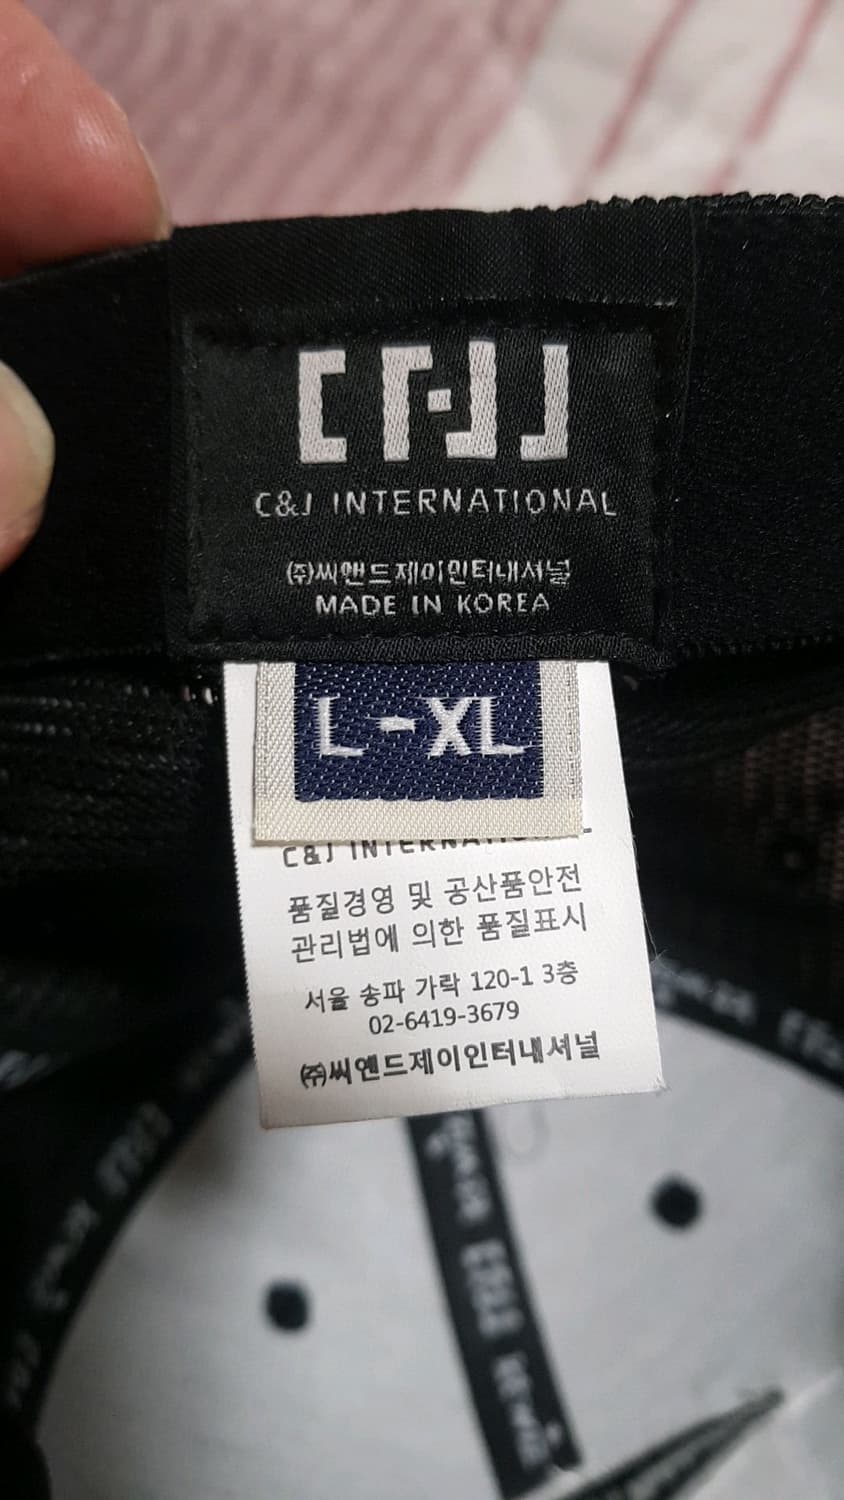 C&J INTERNATIONAL
㈜씨앤드제이인터내셔널
MADE IN KOREA
L-XL
C&J INTERNATIONAL
품질경영 및 공산품안전
관리법에 의한 품질표시
서울 송파 가락 120-1 3층
02-6419-3679
㈜씨앤드제이인터내셔널